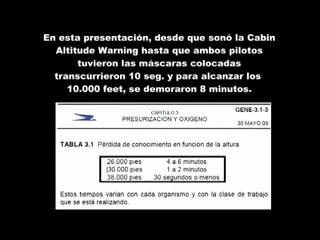 En esta presentación, desde que sonó la Cabin
Altitude Warning hasta que ambos pilotos
tuvieron las máscaras colocadas
transcurrieron 10 seg. y para alcanzar los
10.000 feet, se demoraron 8 minutos.
GENE-3.1-3
CAPITULO 3
PRESURIZACIÓN Y OXIGENO
30 MAYO 09
TABLA 3.1 Pérdida de conocimiento en función de la altura.
26.000 pies 4 a 6 minutos
30.000 pies 1 a 2 minutos
38.000 pies 30 segundos o menos
Estos tiempos varían con cada organismo y con la clase de trabajo
que se está realizando.